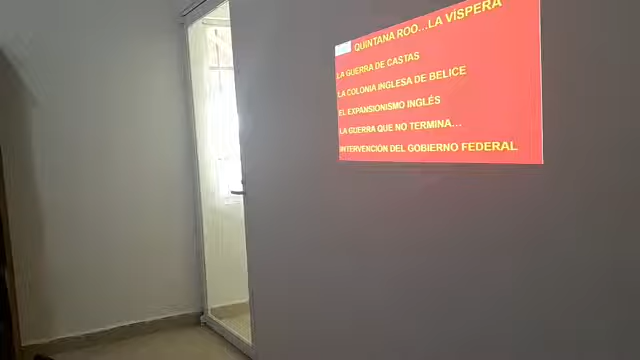 QUINTANA ROO...LA VÍSPERA
LA GUERRA DE CASTAS
LA COLONIA INGLESA DE BELICE
EL EXPANSIONISMO INGLÉS
LA GUERRA QUE NO TERMINA...
INTERVENCIÓN DEL GOBIERNO FEDERAL